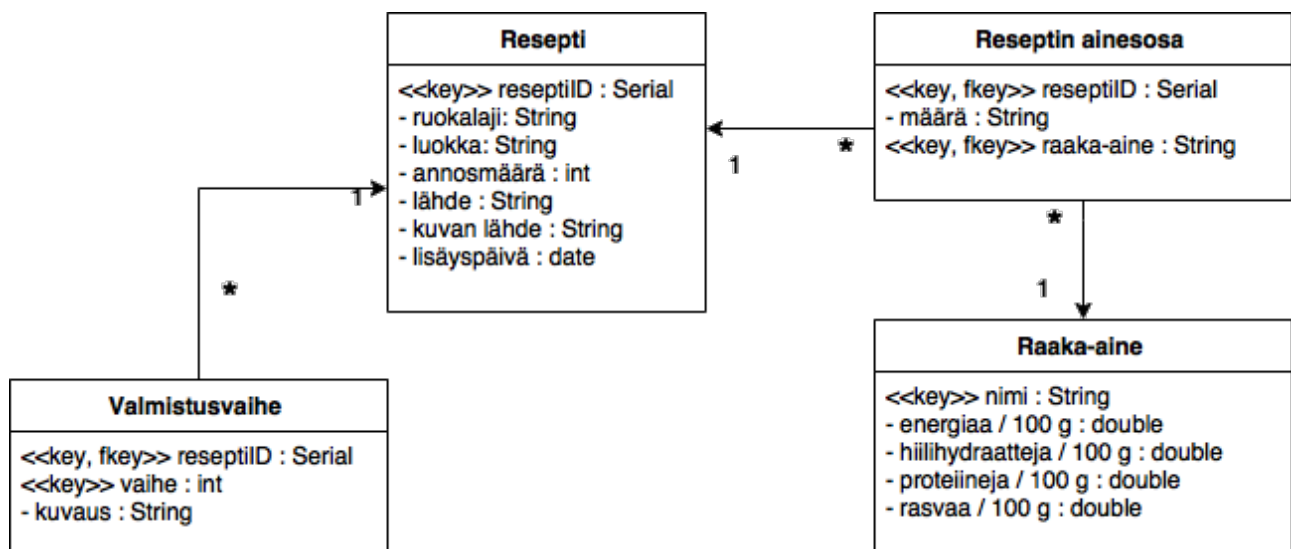 Resepti
<<key>> reseptiID : Serial
- ruokalaji: String
- luokka: String
- annosmäärä : int
- lähde : String
- kuvan lähde : String
- lisäyspäivä : date
Reseptin ainesosa
<<key, fkey>> reseptiID : Serial
- määrä : String
<<key, fkey>> raaka-aine : String
1
*
1
*
*
1
Valmistusvaihe
<<key, fkey>> reseptiID : Serial
<<key>> vaihe : int
- kuvaus : String
Raaka-aine
<<key>> nimi : String
- energiaa / 100 g : double
- hiilihydraatteja / 100 g : double
- proteiineja / 100 g : double
- rasvaa / 100 g : double